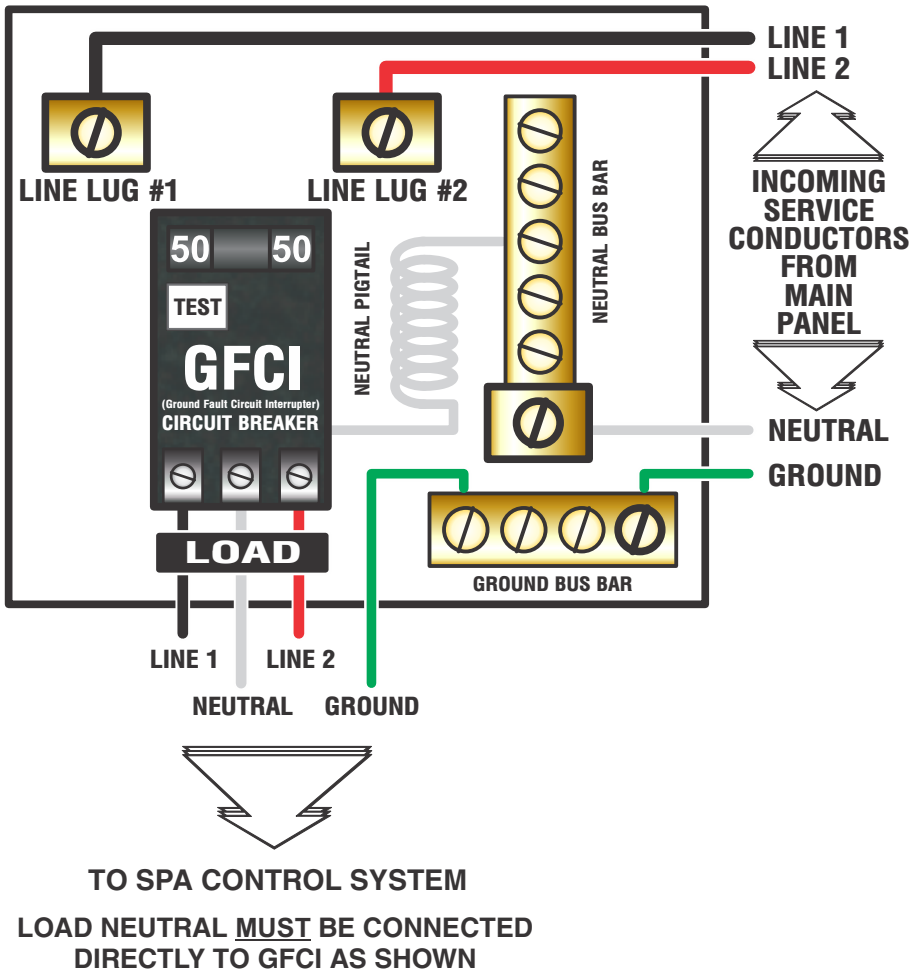 LINE 1
LINE 2
LINE LUG #1
LINE LUG #2
INCOMING
SERVICE
CONDUCTORS
FROM
MAIN
PANEL
NEUTRAL BUS BAR
NEUTRAL PIGTAIL
50
50
TEST
GFCI
(Ground Fault Circuit Interrupter)
CIRCUIT BREAKER
NEUTRAL
GROUND
LOAD
GROUND BUS BAR
LINE 1
LINE 2
NEUTRAL
GROUND
TO SPA CONTROL SYSTEM
LOAD NEUTRAL MUST BE CONNECTED
DIRECTLY TO GFCI AS SHOWN